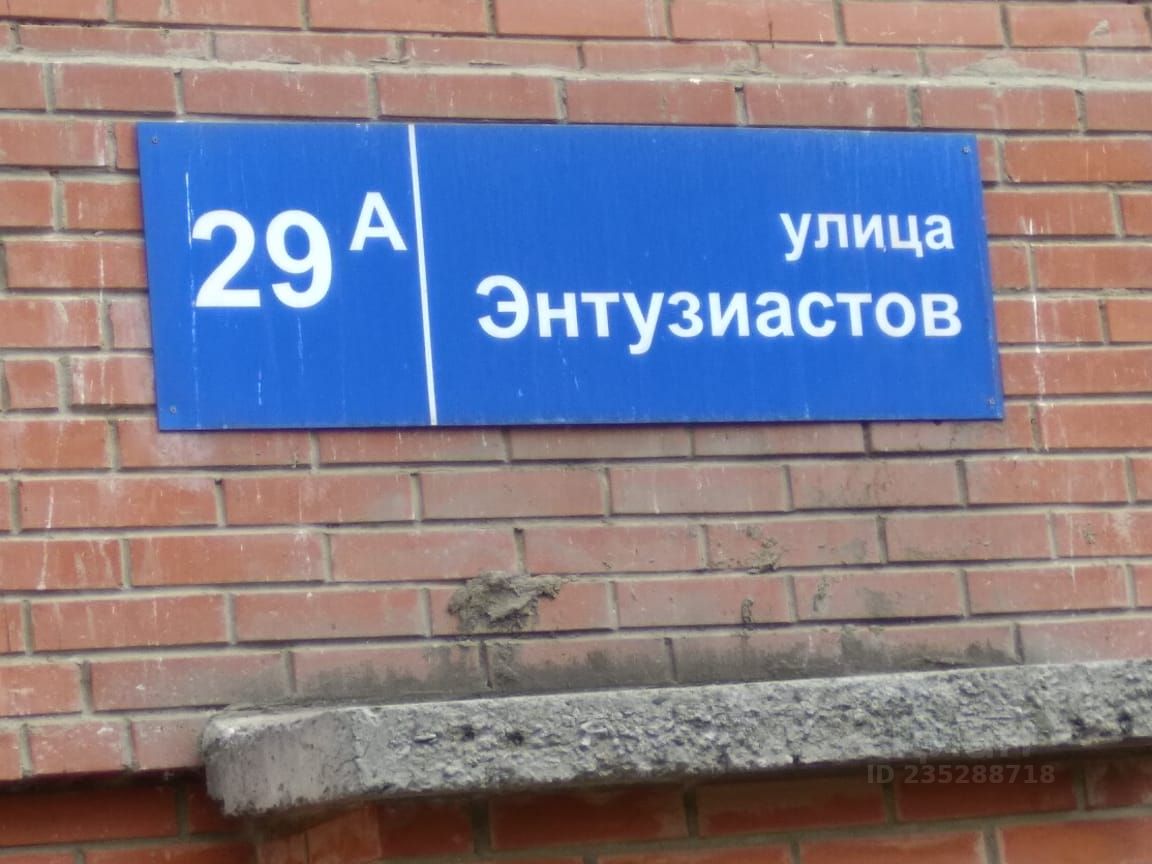 29 А
улица
Энтузиастов
ID 235288718